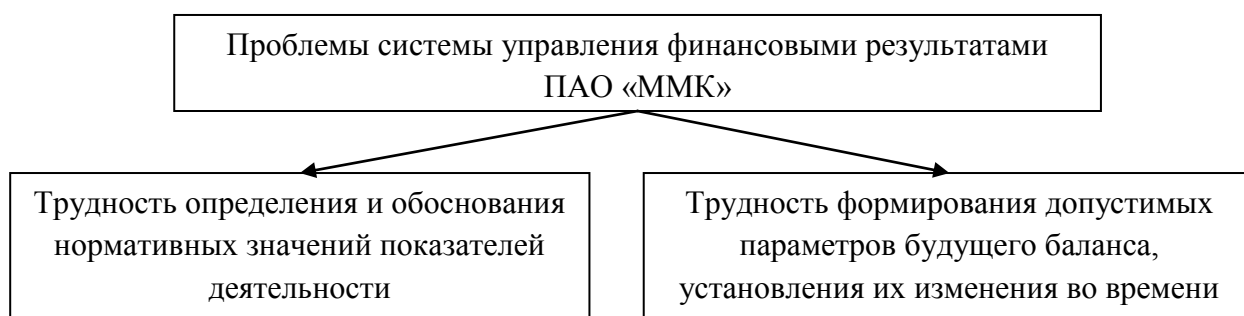 Проблемы системы управления финансовыми результатами
ПАО «ММК»
Трудность определения и обоснования
нормативных значений показателей
деятельности
Трудность формирования допустимых
параметров будущего баланса,
установления их изменения во времени